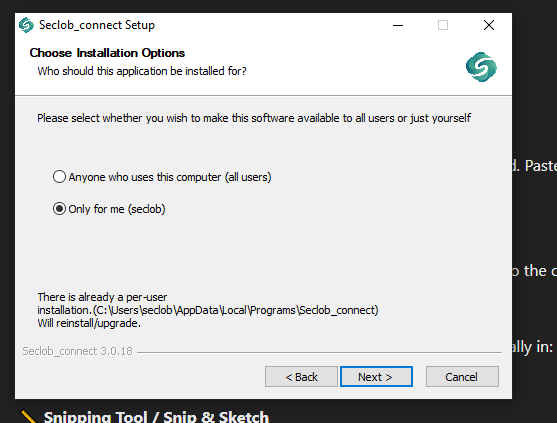 Seclob_connect Setup
Choose Installation Options
Who should this application be installed for?
Please select whether you wish to make this software available to all users or just yourself
Anyone who uses this computer (all users)
Only for me (seclob)
There is already a per-user
installation.(C:\Users\seclob\AppData\Local\Programs\Seclob_connect)
Will reinstall/upgrade.
Seclob_connect 3.0.18
< Back
Next >
Cancel
d. Paste
o the c
ally in:
Snipping Tool / Snip & Sketch